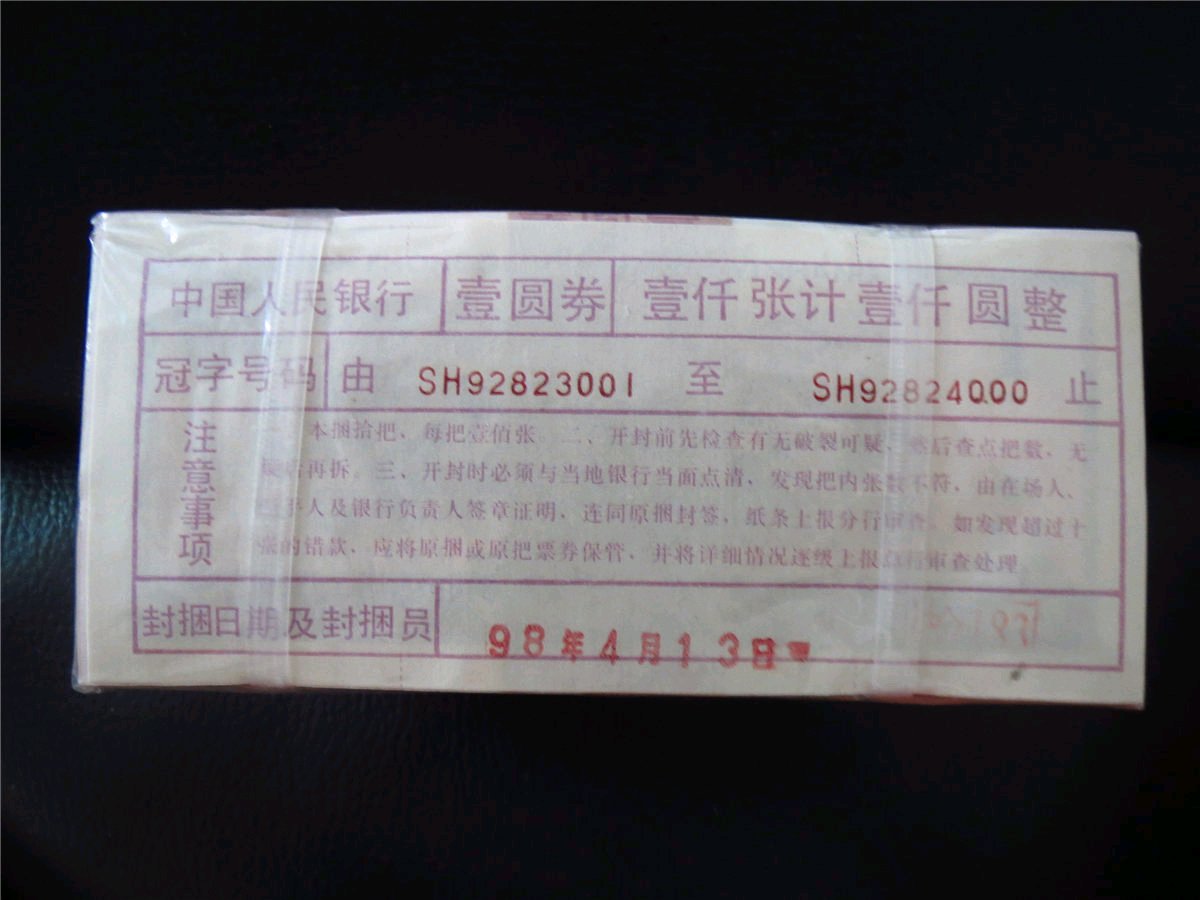 中国人民银行 壹圆券 壹仟张计壹仟圆整
冠字号码 由 SH92823001 至 SH92824000 止
注意事项
本捆拾把、每把壹佰张。二、开封前先检查有无破裂可疑、然后查点把数，无
再拆。三、开封时必须与当地银行当面点清，发现把内张数不符，由在场人、
人及银行负责人签章证明，连同原捆封签，纸条上报分行审查。如发现超过十
张的错款，应将原捆或原把票券保管，并将详细情况逐级上报总行审查处理。
封捆日期及封捆员 98年4月13日